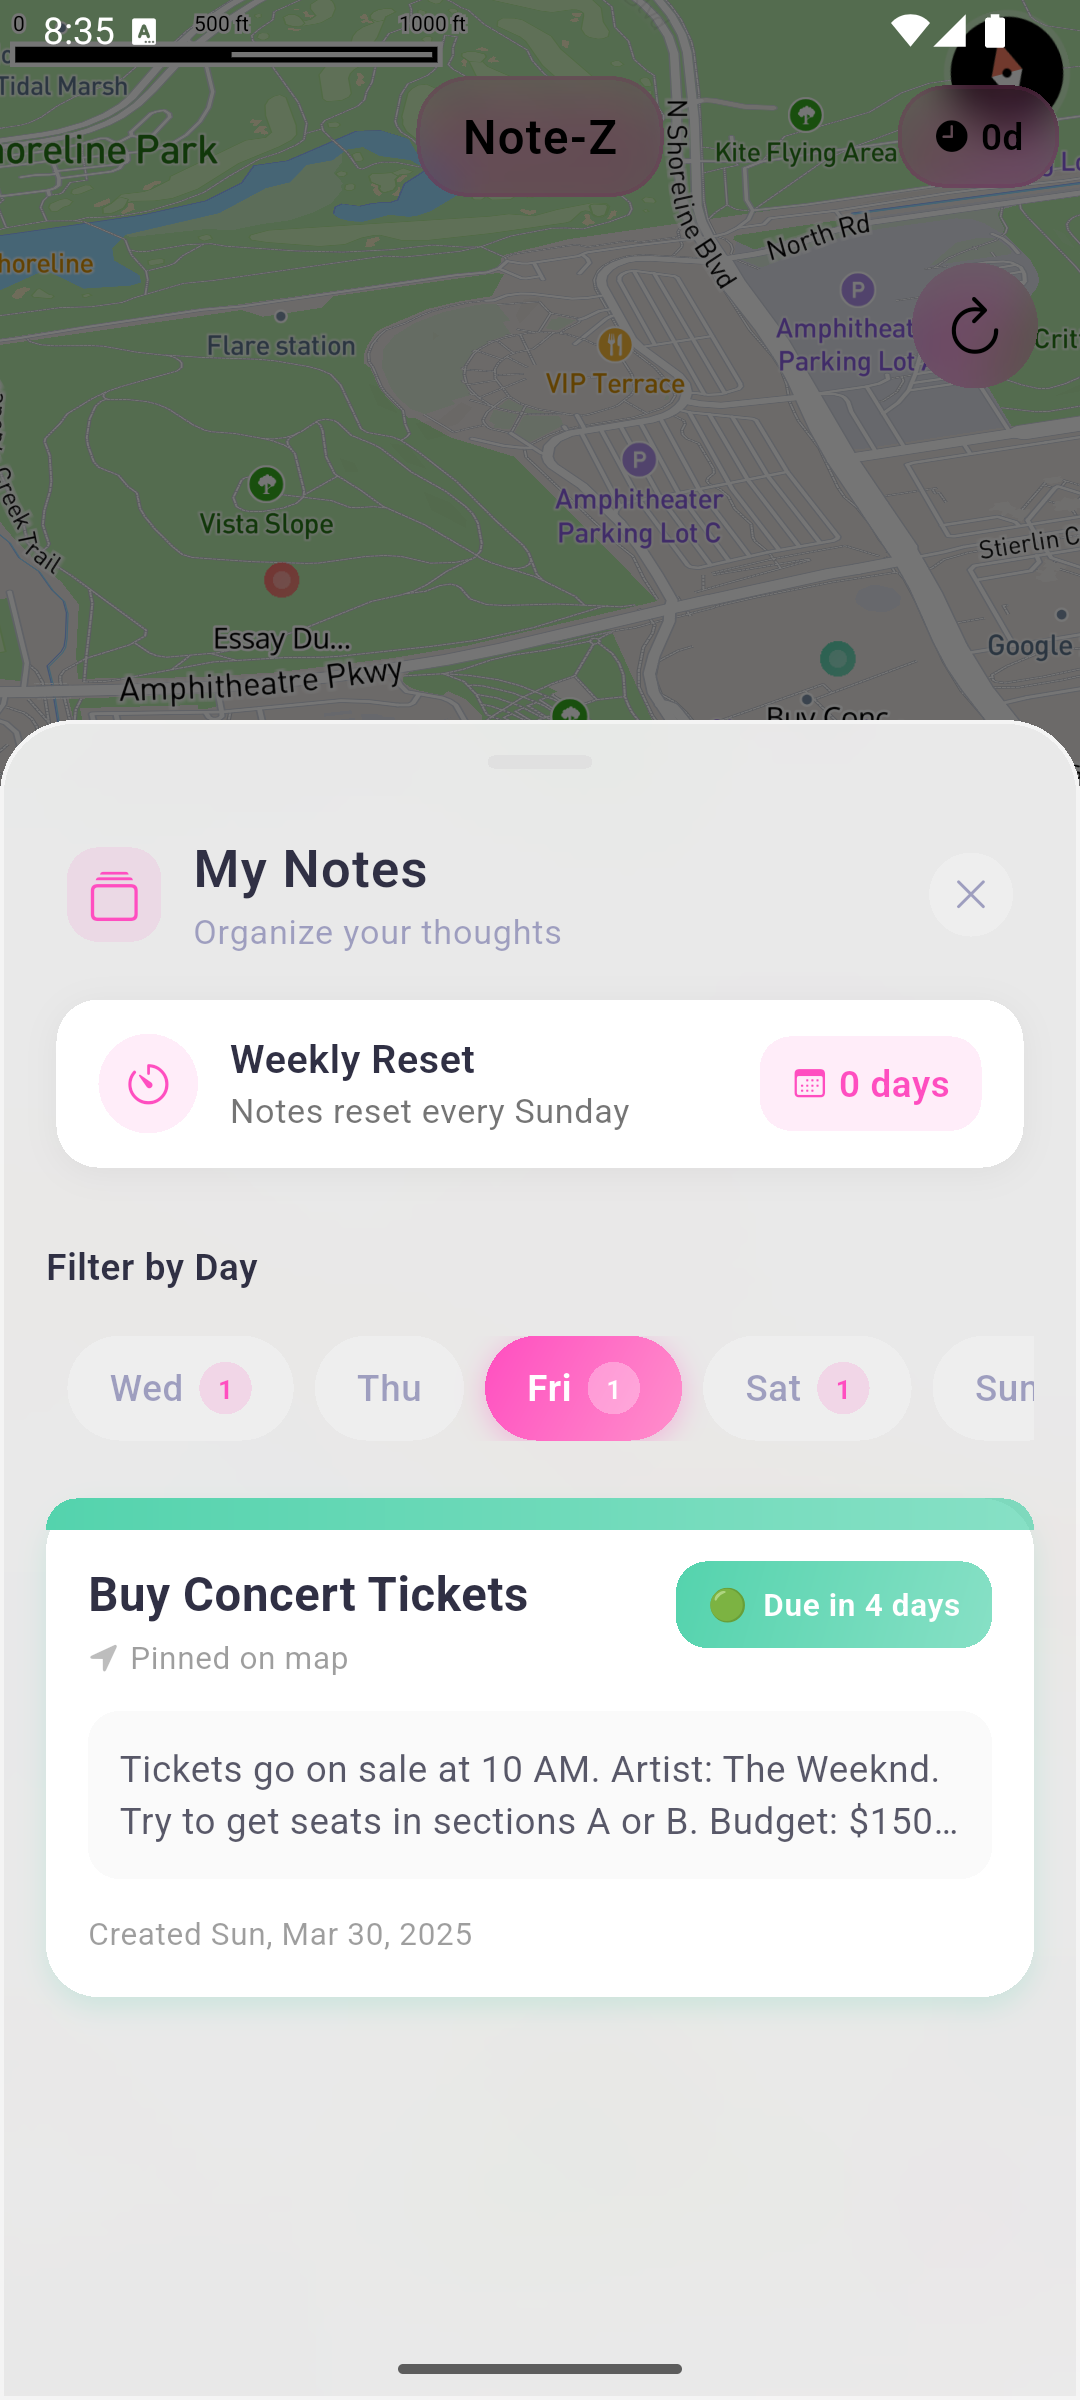 0 500 ft 1000 ft
8:35
Tidal Marsh
oreline Park
Note-Z
N Shoreline Blvd
Kite Flying Area
0d
horeline
North Rd
Flare station
P
Amphitheat
Parking Lot
Crit
VIP Terrace
P
Amphitheater
Parking Lot C
Vista Slope
Creek Trail
Stierlin C
Essay Du...
Google
Amphitheatre Pkwy
Buy Conc
My Notes
Organize your thoughts
Weekly Reset
Notes reset every Sunday
0 days
Filter by Day
Wed 1 Thu Fri 1 Sat 1 Sun
Buy Concert Tickets
Due in 4 days
Pinned on map
Tickets go on sale at 10 AM. Artist: The Weeknd.
Try to get seats in sections A or B. Budget: $150…
Created Sun, Mar 30, 2025